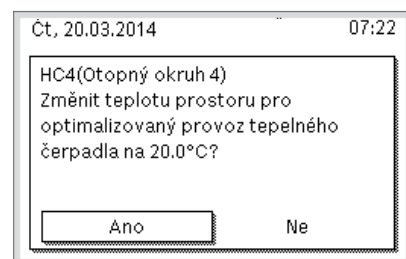 Čt, 20.03.2014 07:22
HC4(Otopný okruh 4)
Změnit teplotu prostoru pro
optimalizovaný provoz tepelného
čerpadla na 20.0°C?
Ano Ne